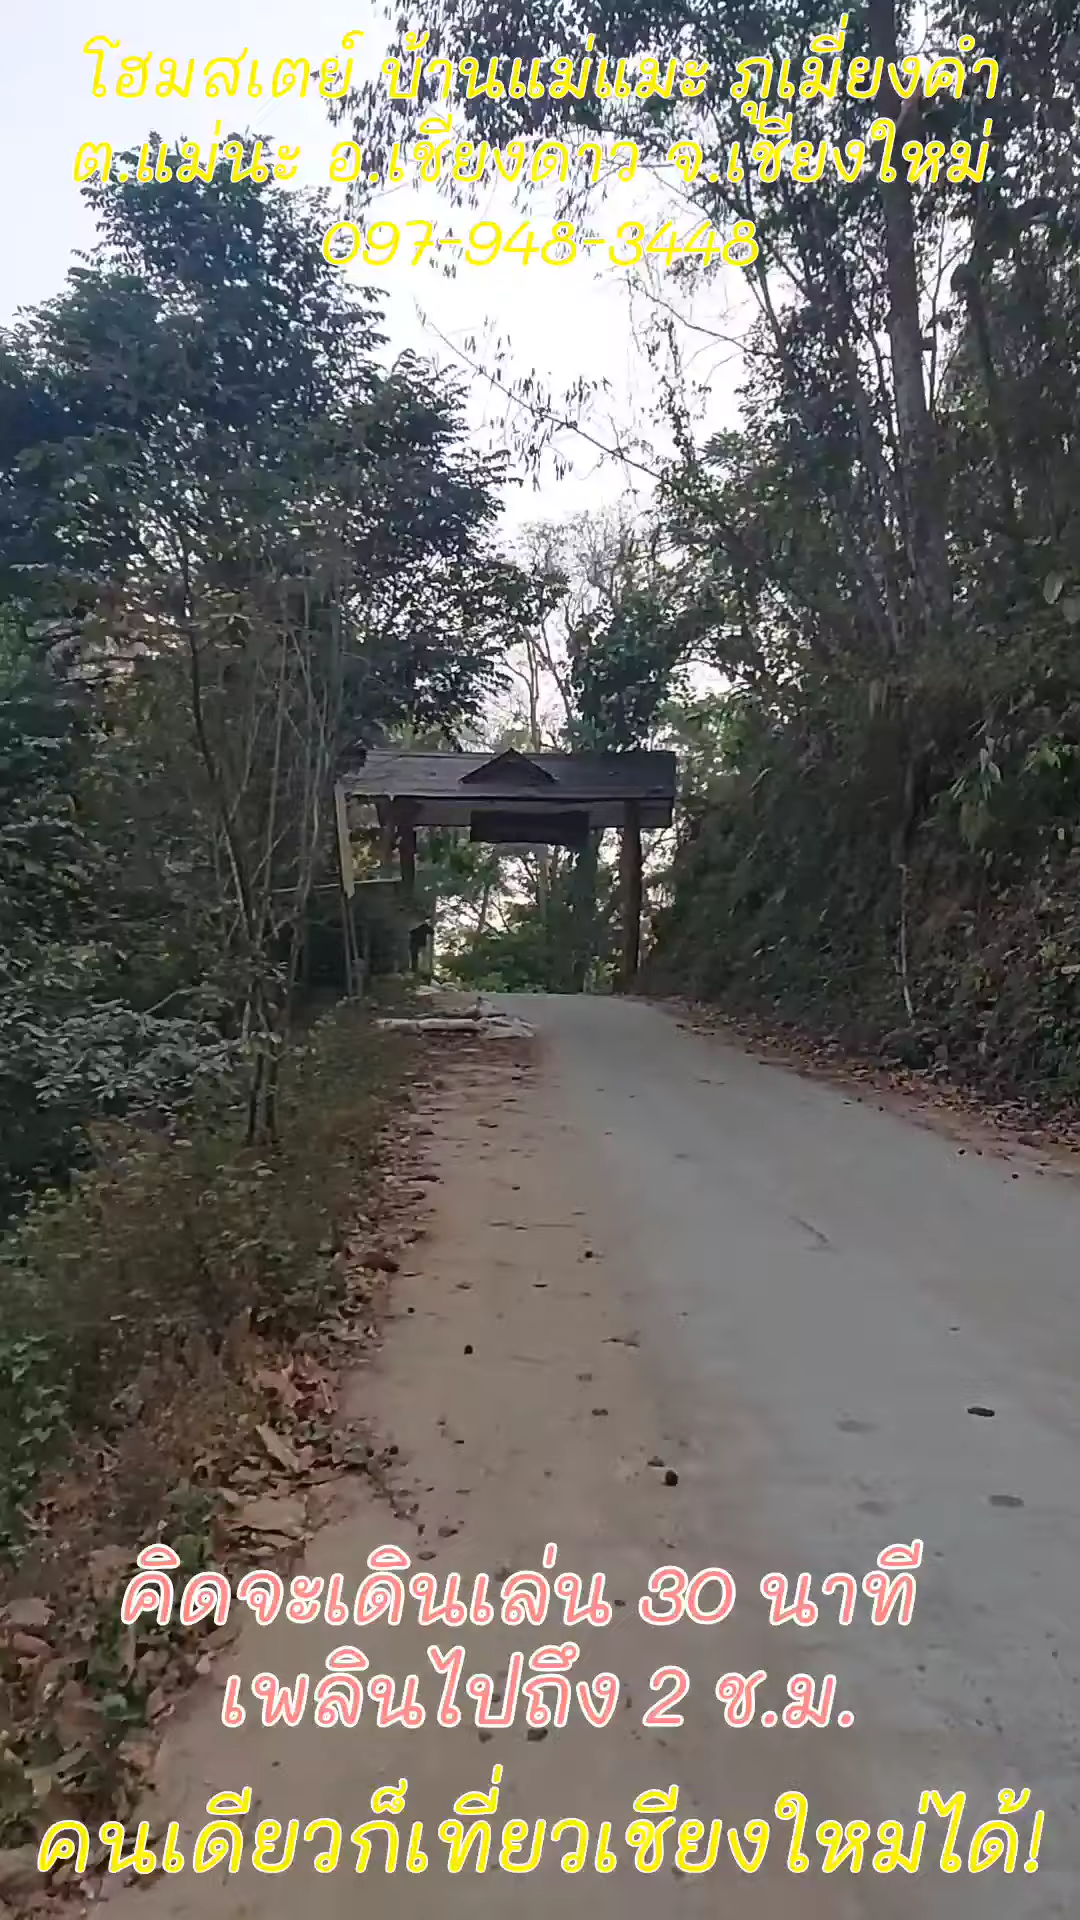 โฮมสเตย์ บ้านแม่แมะ ภูเมี่ยงคำ
ต.แม่นะ อ.เชียงดาว จ.เชียงใหม่
097-948-3448
คิดจะเดินเล่น 30 นาที
เพลินไปถึง 2 ช.ม.
คนเดียวก็เที่ยวเชียงใหม่ได้!